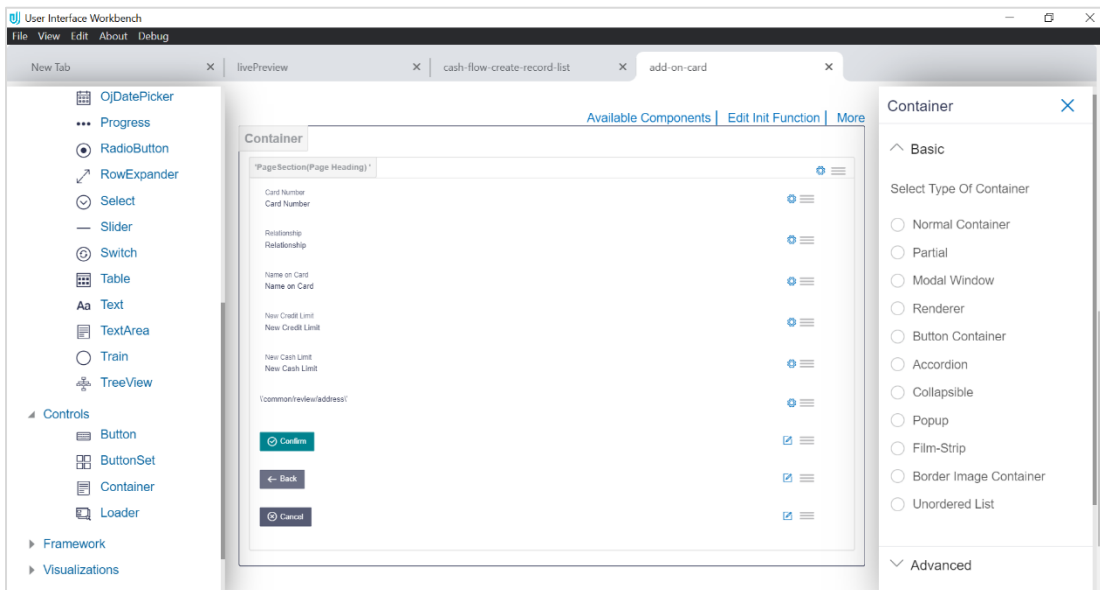 User Interface Workbench
File View Edit About Debug
New Tab
livePreview
cash-flow-create-record-list
add-on-card
OjDatePicker
Progress
RadioButton
RowExpander
Select
Slider
Switch
Table
Aa Text
TextArea
Train
TreeView
Controls
Button
ButtonSet
Container
Loader
Framework
Visualizations
Available Components | Edit Init Function | More
Container
'PageSection(Page Heading) '
Card Number
Card Number
Relationship
Relationship
Name on Card
Name on Card
New Credit Limit
New Credit Limit
New Cash Limit
New Cash Limit
\'common/review/address\'
Confirm
Back
Cancel
Container
Basic
Select Type Of Container
Normal Container
Partial
Modal Window
Renderer
Button Container
Accordion
Collapsible
Popup
Film-Strip
Border Image Container
Unordered List
Advanced